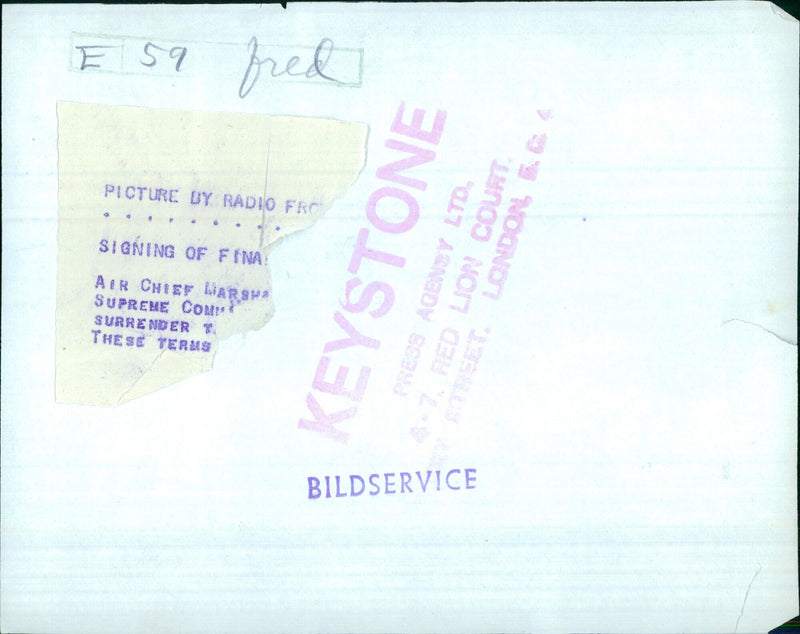 E 59 fred
PICTURE BY RADIO FRO
SIGNING OF FINA
AIR CHIEF MARSHA
SUPREME COMM
SURRENDER T
THESE TERMS
KEYSTONE
PRESS AGENCY LTD.
4-7, RED LION COURT,
STREET, LONDON, E.C. 4
BILDSERVICE